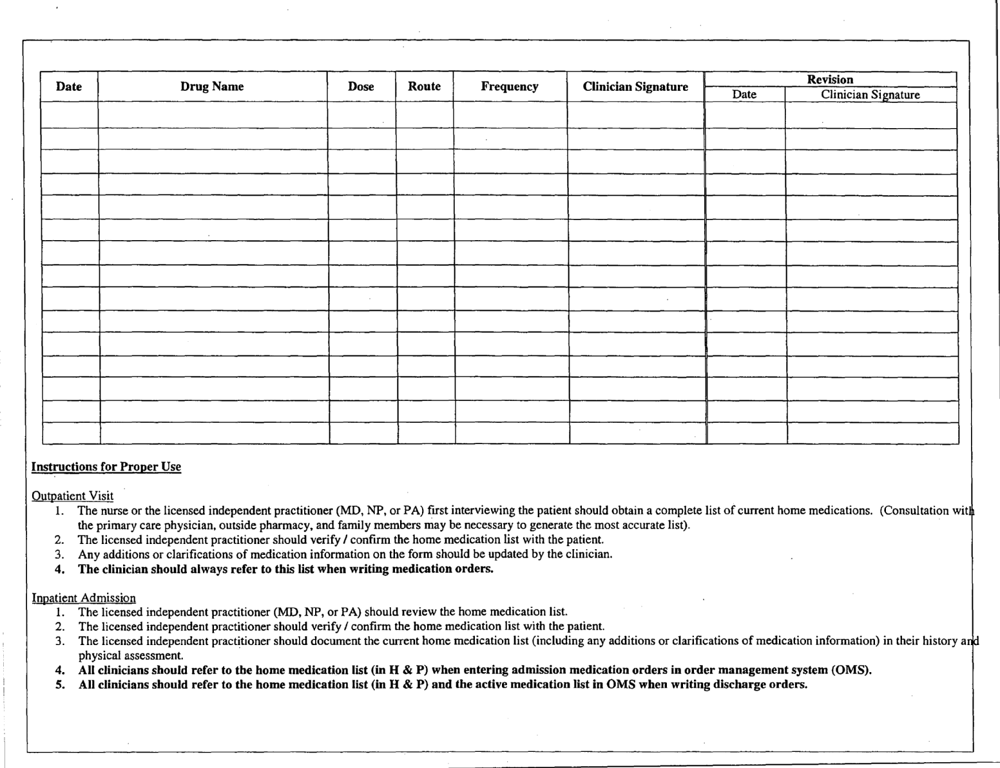 Date Drug Name Dose Route Frequency Clinician Signature Revision
Date Clinician Signature
Instructions for Proper Use
Outpatient Visit
1. The nurse or the licensed independent practitioner (MD, NP, or PA) first interviewing the patient should obtain a complete list of current home medications. (Consultation with
the primary care physician, outside pharmacy, and family members may be necessary to generate the most accurate list).
2. The licensed independent practitioner should verify / confirm the home medication list with the patient.
3. Any additions or clarifications of medication information on the form should be updated by the clinician.
4. The clinician should always refer to this list when writing medication orders.
Inpatient Admission
1. The licensed independent practitioner (MD, NP, or PA) should review the home medication list.
2. The licensed independent practitioner should verify / confirm the home medication list with the patient.
3. The licensed independent practitioner should document the current home medication list (including any additions or clarifications of medication information) in their history and
physical assessment.
4. All clinicians should refer to the home medication list (in H & P) when entering admission medication orders in order management system (OMS).
5. All clinicians should refer to the home medication list (in H & P) and the active medication list in OMS when writing discharge orders.